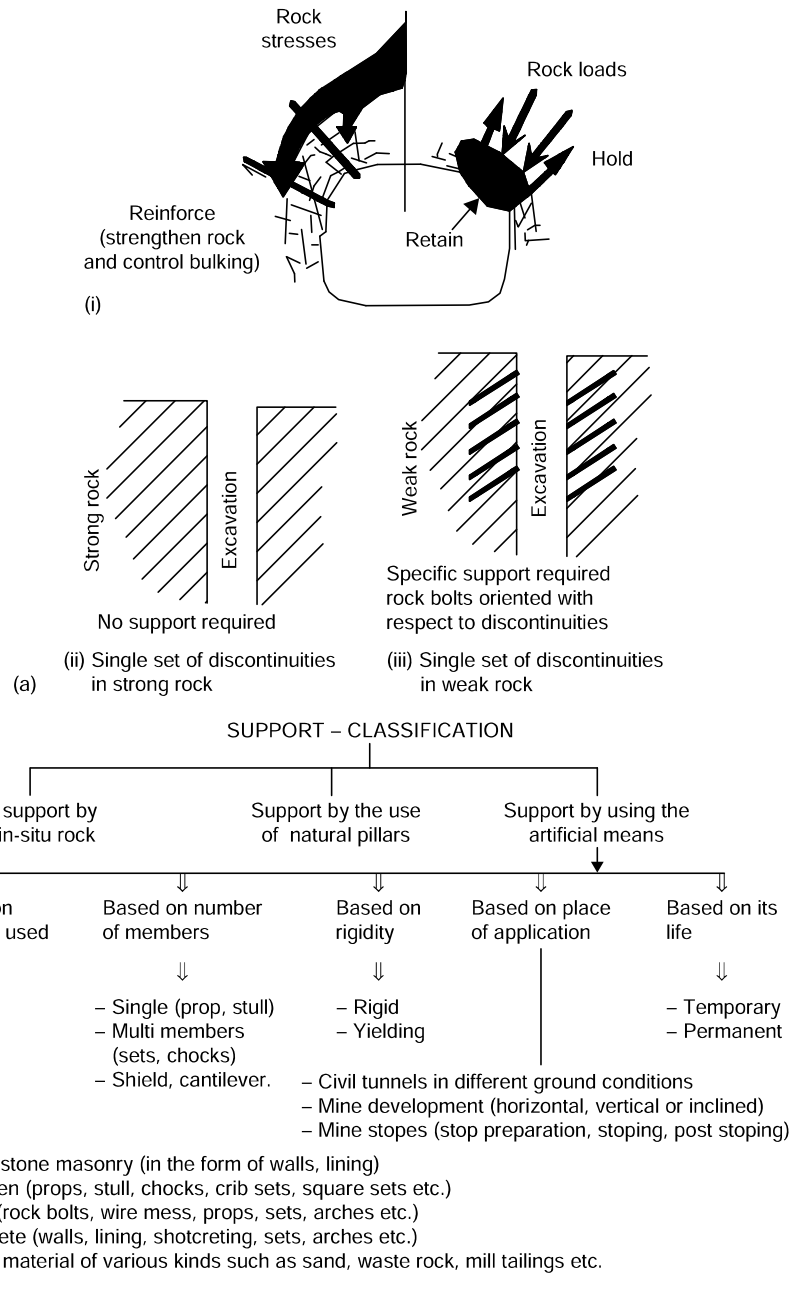 Rock
stresses
Rock loads
Hold
Reinforce
(strengthen rock
and control bulking)
Retain
(i)
Strong rock
Excavation
No support required
(ii) Single set of discontinuities
in strong rock
Weak rock
Excavation
Specific support required
rock bolts oriented with
respect to discontinuities
(iii) Single set of discontinuities
in weak rock
(a)
SUPPORT – CLASSIFICATION
support by
in-situ rock
Support by the use
of natural pillars
Support by using the
artificial means
on
used
Based on number
of members
Based on
rigidity
Based on place
of application
Based on its
life
– Single (prop, stull)
– Multi members
(sets, chocks)
– Shield, cantilever.
– Rigid
– Yielding
– Temporary
– Permanent
– Civil tunnels in different ground conditions
– Mine development (horizontal, vertical or inclined)
– Mine stopes (stop preparation, stoping, post stoping)
stone masonry (in the form of walls, lining)
en (props, stull, chocks, crib sets, square sets etc.)
(rock bolts, wire mess, props, sets, arches etc.)
ete (walls, lining, shotcreting, sets, arches etc.)
material of various kinds such as sand, waste rock, mill tailings etc.